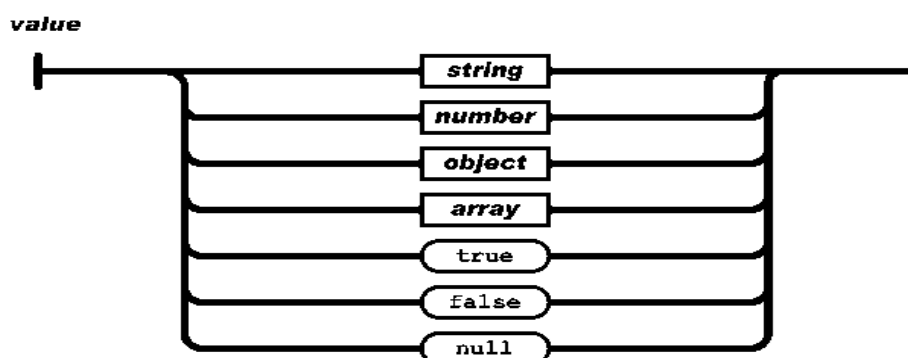 value
string
number
object
array
true
false
null